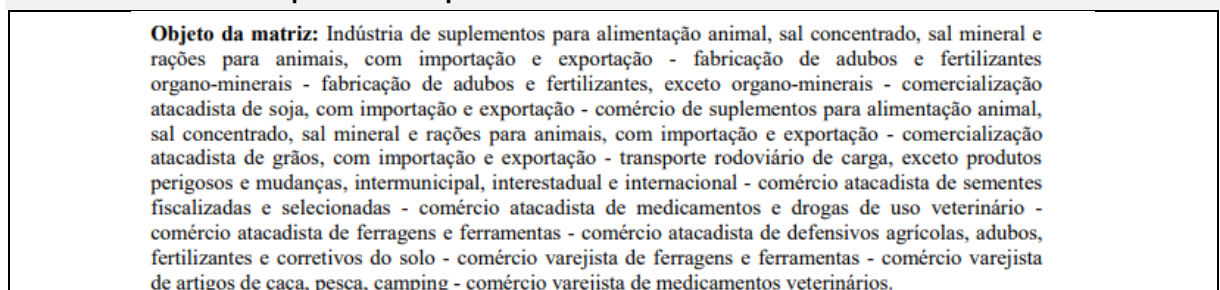 Objeto da matriz: Indústria de suplementos para alimentação animal, sal concentrado, sal mineral e
rações para animais, com importação e exportação - fabricação de adubos e fertilizantes
organo-minerais - fabricação de adubos e fertilizantes, exceto organo-minerais - comercialização
atacadista de soja, com importação e exportação - comércio de suplementos para alimentação animal,
sal concentrado, sal mineral e rações para animais, com importação e exportação - comercialização
atacadista de grãos, com importação e exportação - transporte rodoviário de carga, exceto produtos
perigosos e mudanças, intermunicipal, interestadual e internacional - comércio atacadista de sementes
fiscalizadas e selecionadas - comércio atacadista de medicamentos e drogas de uso veterinário -
comércio atacadista de ferragens e ferramentas - comércio atacadista de defensivos agrícolas, adubos,
fertilizantes e corretivos do solo - comércio varejista de ferragens e ferramentas - comércio varejista
de artigos de caça, pesca, camping - comércio varejista de medicamentos veterinários.